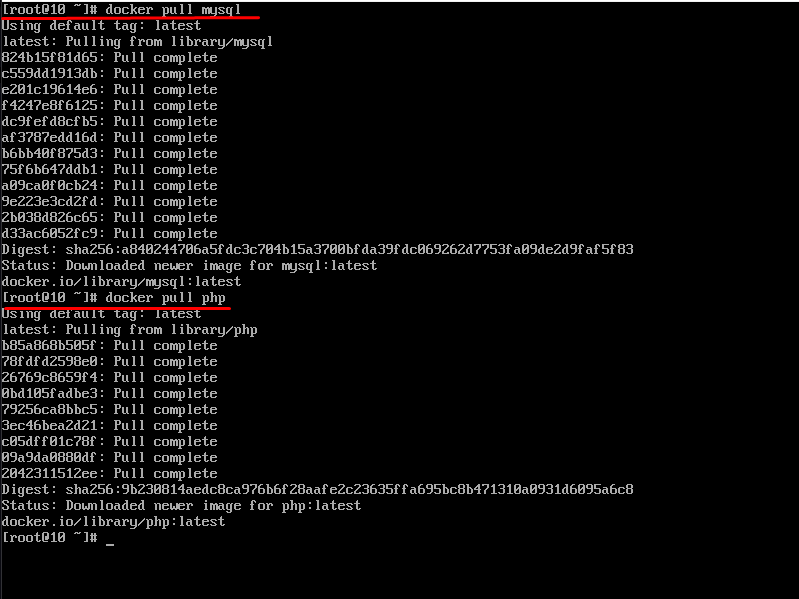 [root@10 ~]# docker pull mysql
Using default tag: latest
latest: Pulling from library/mysql
824b15f81d65: Pull complete
c559dd1913db: Pull complete
e201c19614e6: Pull complete
f4247e8f6125: Pull complete
dc9fefd8cfb5: Pull complete
af3787edd16d: Pull complete
b6bb40f875d3: Pull complete
75f6b647ddb1: Pull complete
a09ca0f0cb24: Pull complete
9e223e3cd2fd: Pull complete
2b038d826c65: Pull complete
d33ac6052fc9: Pull complete
Digest: sha256:a840244706a5fdc3c704b15a3700bfda39fdc069262d7753fa09de2d9faf5f83
Status: Downloaded newer image for mysql:latest
docker.io/library/mysql:latest
[root@10 ~]# docker pull php
Using default tag: latest
latest: Pulling from library/php
b85a868b505f: Pull complete
78fdfd2598e0: Pull complete
26769c8659f4: Pull complete
0bd105fadbe3: Pull complete
79256ca8bbc5: Pull complete
3ec46bea2d21: Pull complete
c05dff01c78f: Pull complete
09a9da0880df: Pull complete
2042311512ee: Pull complete
Digest: sha256:9b230814aedc8ca976b6f28aafe2c23635ffa695bc8b471310a0931d6095a6c8
Status: Downloaded newer image for php:latest
docker.io/library/php:latest
[root@10 ~]# _